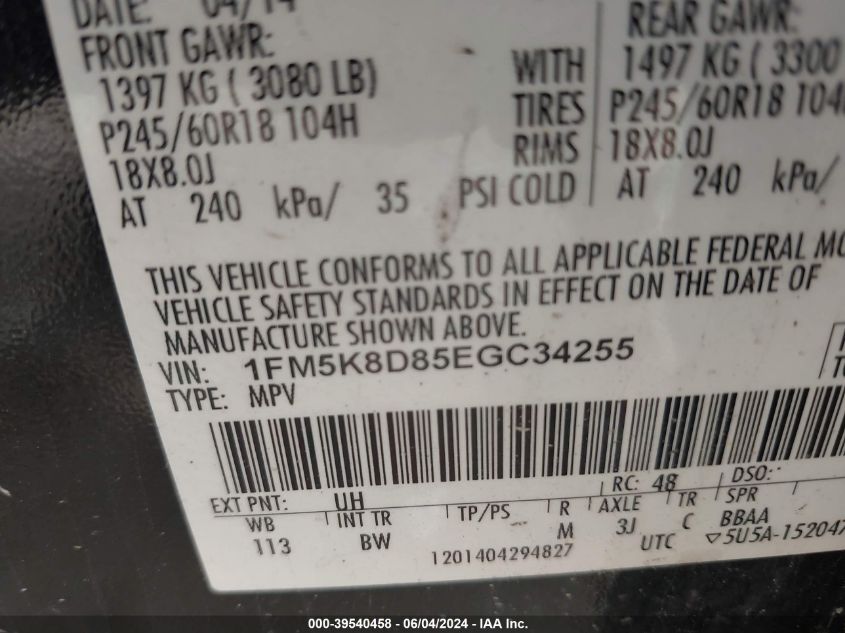 DATE: 04/14
FRONT GAWR: REAR GAWR:
1397 KG ( 3080 LB) WITH 1497 KG ( 3300
P245/60R18 104H TIRES P245/60R18 104H
18X8.0J RIMS 18X8.0J
AT 240 kPa/ 35 PSI COLD AT 240 kPa/
THIS VEHICLE CONFORMS TO ALL APPLICABLE FEDERAL MO
VEHICLE SAFETY STANDARDS IN EFFECT ON THE DATE OF
MANUFACTURE SHOWN ABOVE.
VIN: 1FM5K8D85EGC34255
TYPE: MPV
RC: 48 DSO:
EXT PNT: UH
WB INT TR TP/PS R AXLE TR SPR
113 BW M 3J C BBAA
1201404294827 UTC ▽5U5A-152047
000-39540458 - 06/04/2024 - IAA Inc.